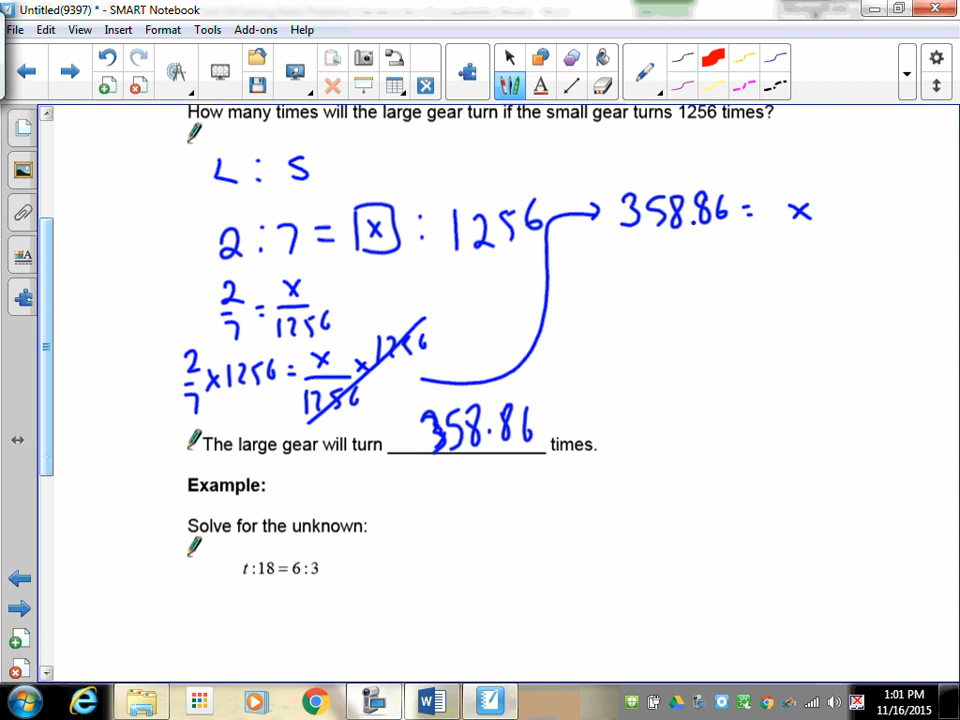 Untitled(9397) * - SMART Notebook
File Edit View Insert Format Tools Add-ons Help
How many times will the large gear turn if the small gear turns 1256 times?
L : S
2 : 7 = x : 1256 → 358.86 = x
2/7 = x/1256
2/7 x 1256 = x/1256 x 1256
358.86
The large gear will turn ____________ times.
Example:
Solve for the unknown:
t : 18 = 6 : 3
1:01 PM
11/16/2015